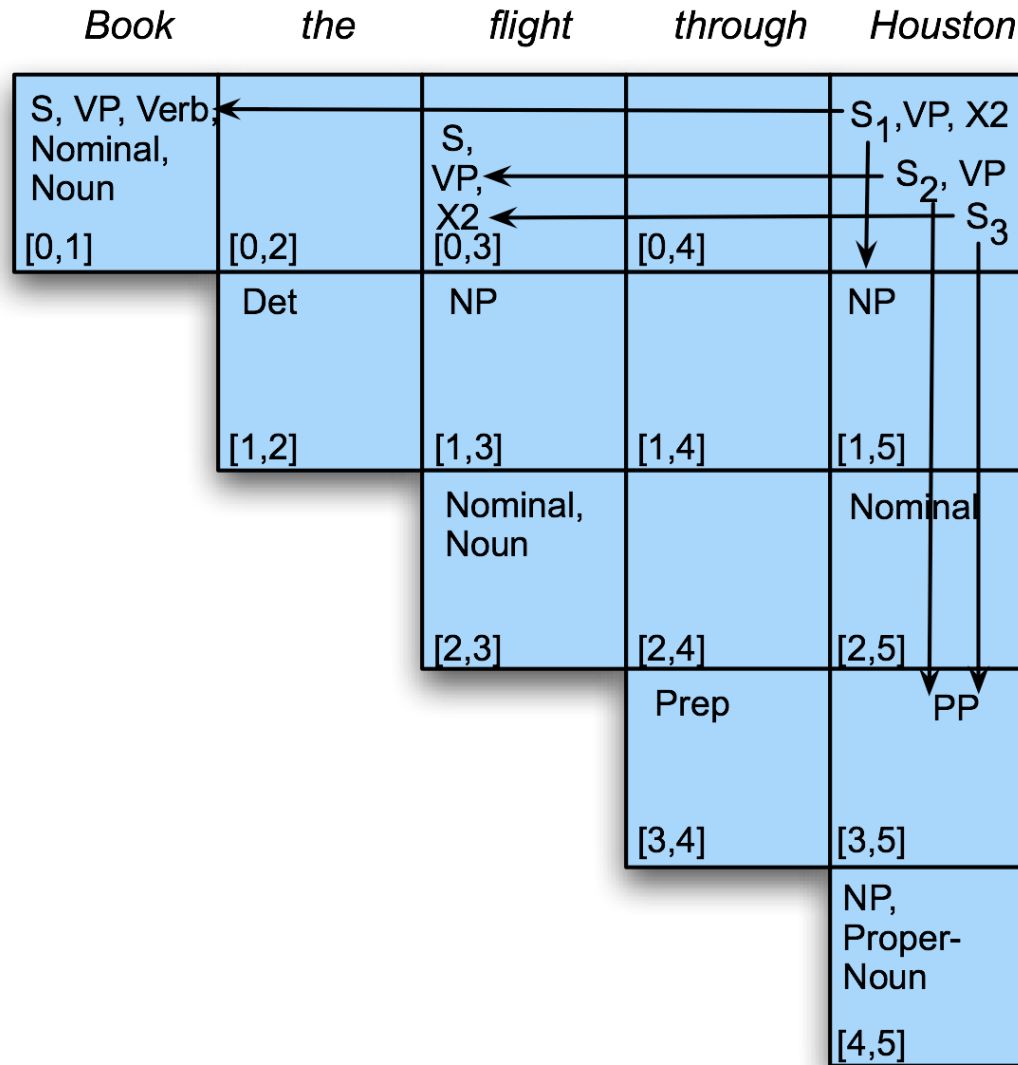 Book the flight through Houston
S, VP, Verb, Nominal, Noun
[0,1]
[0,2]
S, VP, X2
[0,3]
[0,4]
S1,VP, X2
S2, VP
S3
Det
[1,2]
NP
[1,3]
[1,4]
NP
[1,5]
Nominal, Noun
[2,3]
[2,4]
Nominal
[2,5]
Prep
[3,4]
PP
[3,5]
NP, Proper-Noun
[4,5]